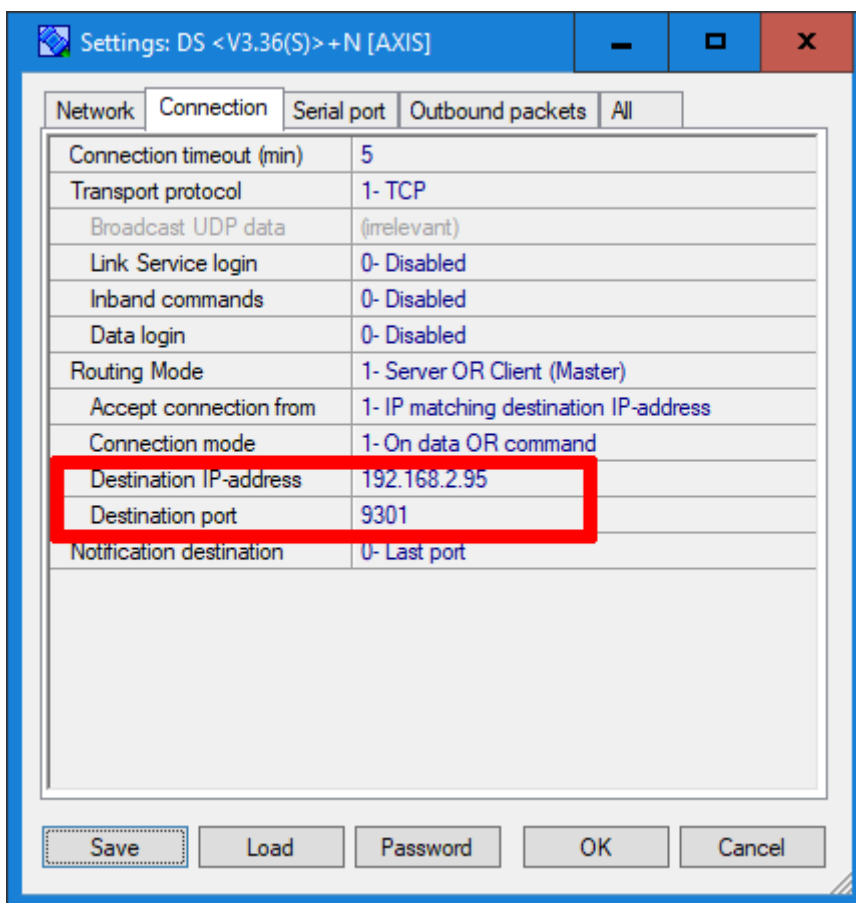 Settings: DS <V3.36(S)>+N [AXIS]
Network Connection Serial port Outbound packets All
Connection timeout (min) 5
Transport protocol 1- TCP
Broadcast UDP data (irrelevant)
Link Service login 0- Disabled
Inband commands 0- Disabled
Data login 0- Disabled
Routing Mode 1- Server OR Client (Master)
Accept connection from 1- IP matching destination IP-address
Connection mode 1- On data OR command
Destination IP-address 192.168.2.95
Destination port 9301
Notification destination 0- Last port
Save Load Password OK Cancel